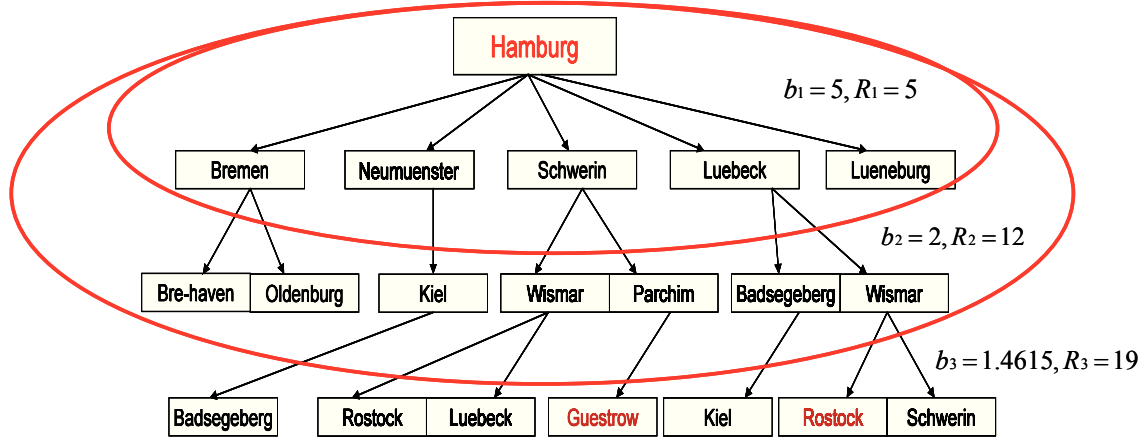 Hamburg
b1 = 5, R1 = 5
Bremen
Neumuenster
Schwerin
Luebeck
Lueneburg
b2 = 2, R2 = 12
Bre-haven
Oldenburg
Kiel
Wismar
Parchim
Badsegeberg
Wismar
b3 = 1.4615, R3 = 19
Badsegeberg
Rostock
Luebeck
Guestrow
Kiel
Rostock
Schwerin